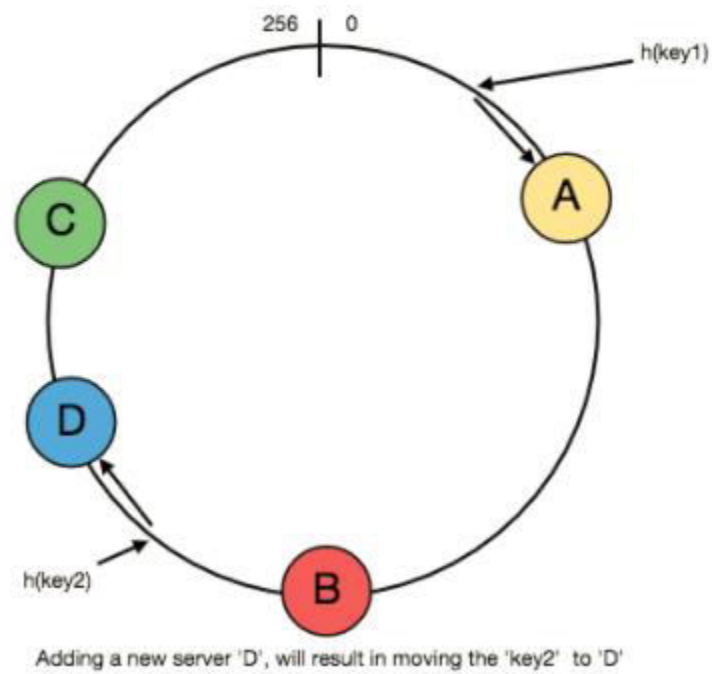 256 0
h(key1)
A
C
D
h(key2)
B
Adding a new server 'D', will result in moving the 'key2' to 'D'